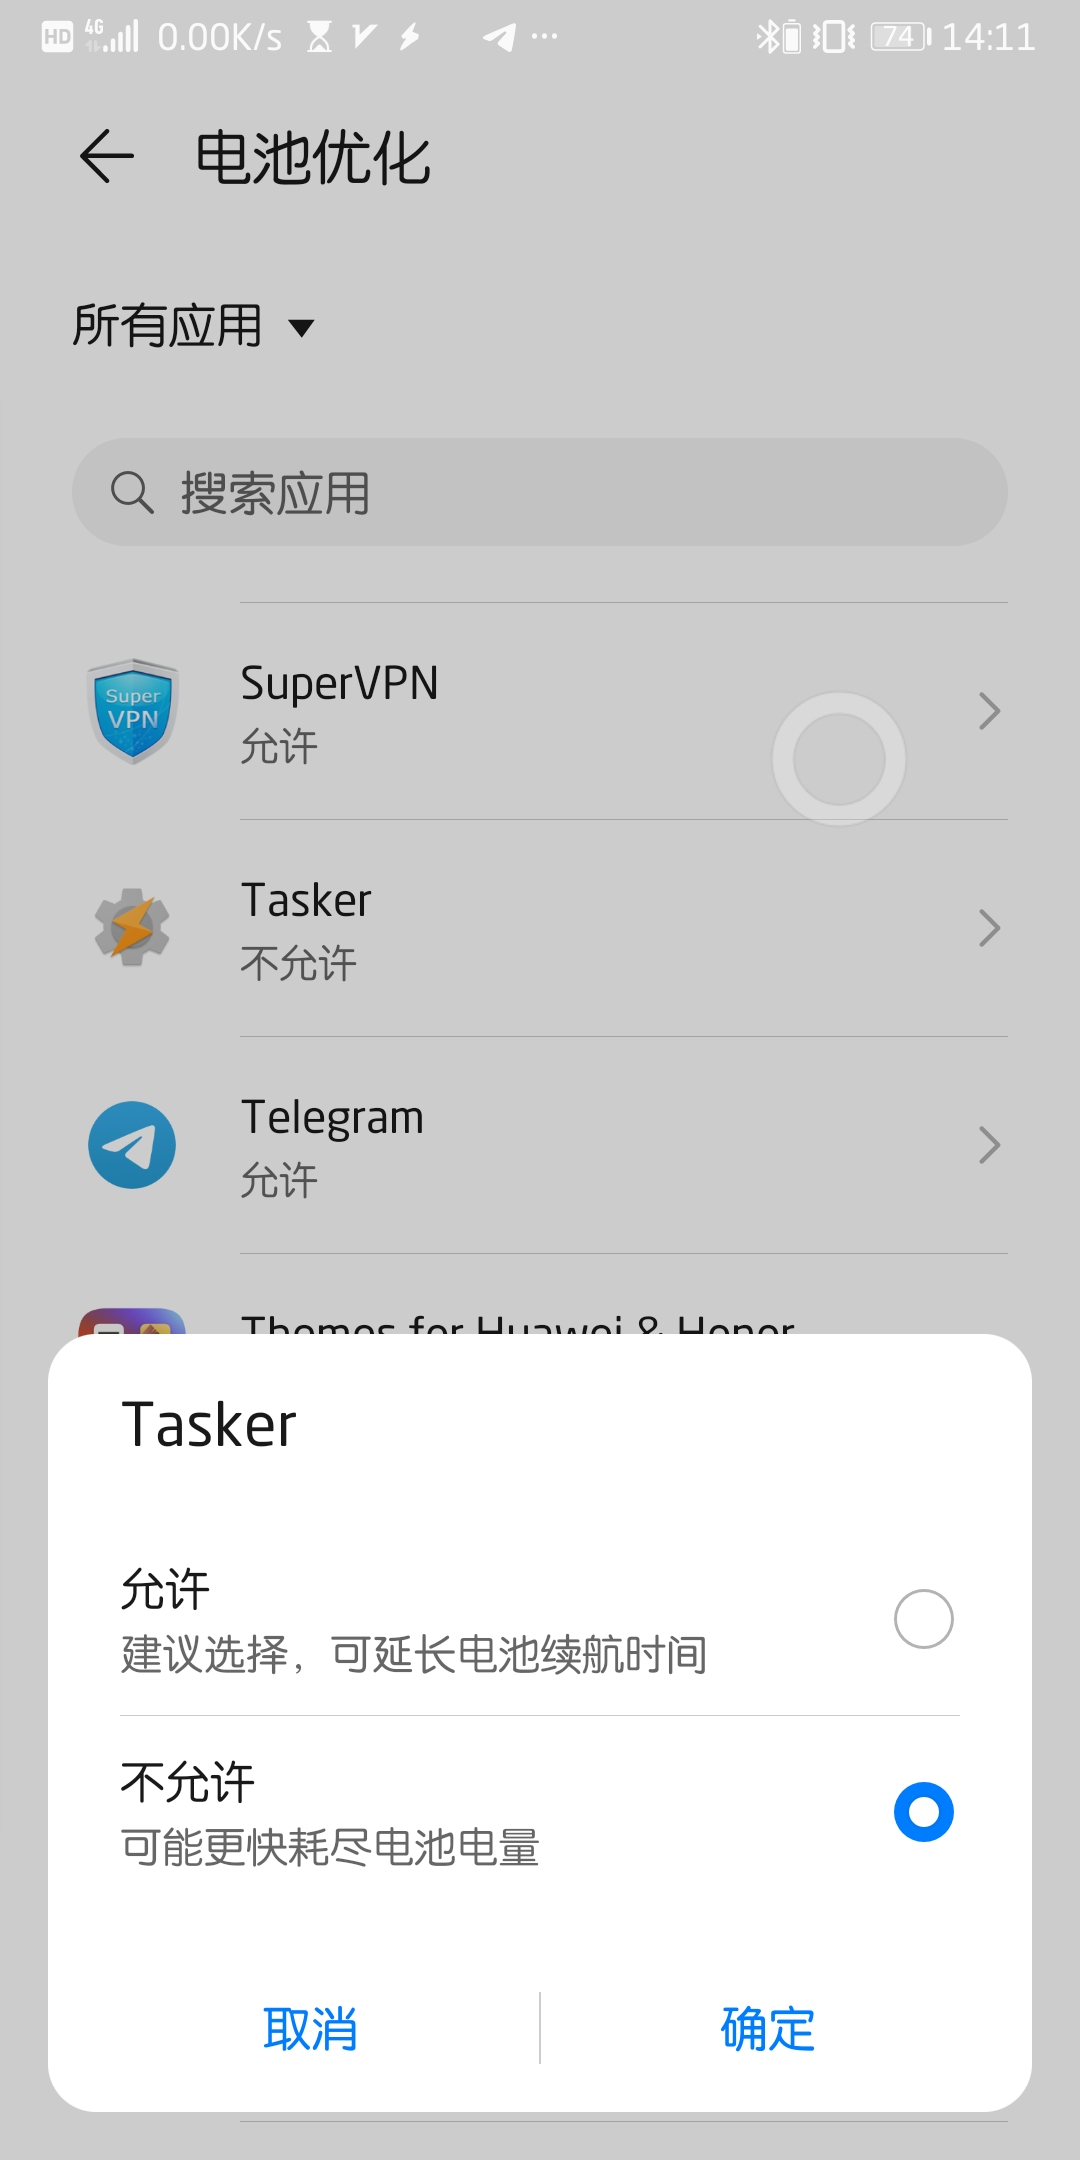 HD 4G 0.00K/s 74 14:11
电池优化
所有应用
搜索应用
Super
VPN
SuperVPN
允许
Tasker
不允许
Telegram
允许
Themes for Huawei & Honor
Tasker
允许
建议选择，可延长电池续航时间
不允许
可能更快耗尽电池电量
取消 确定